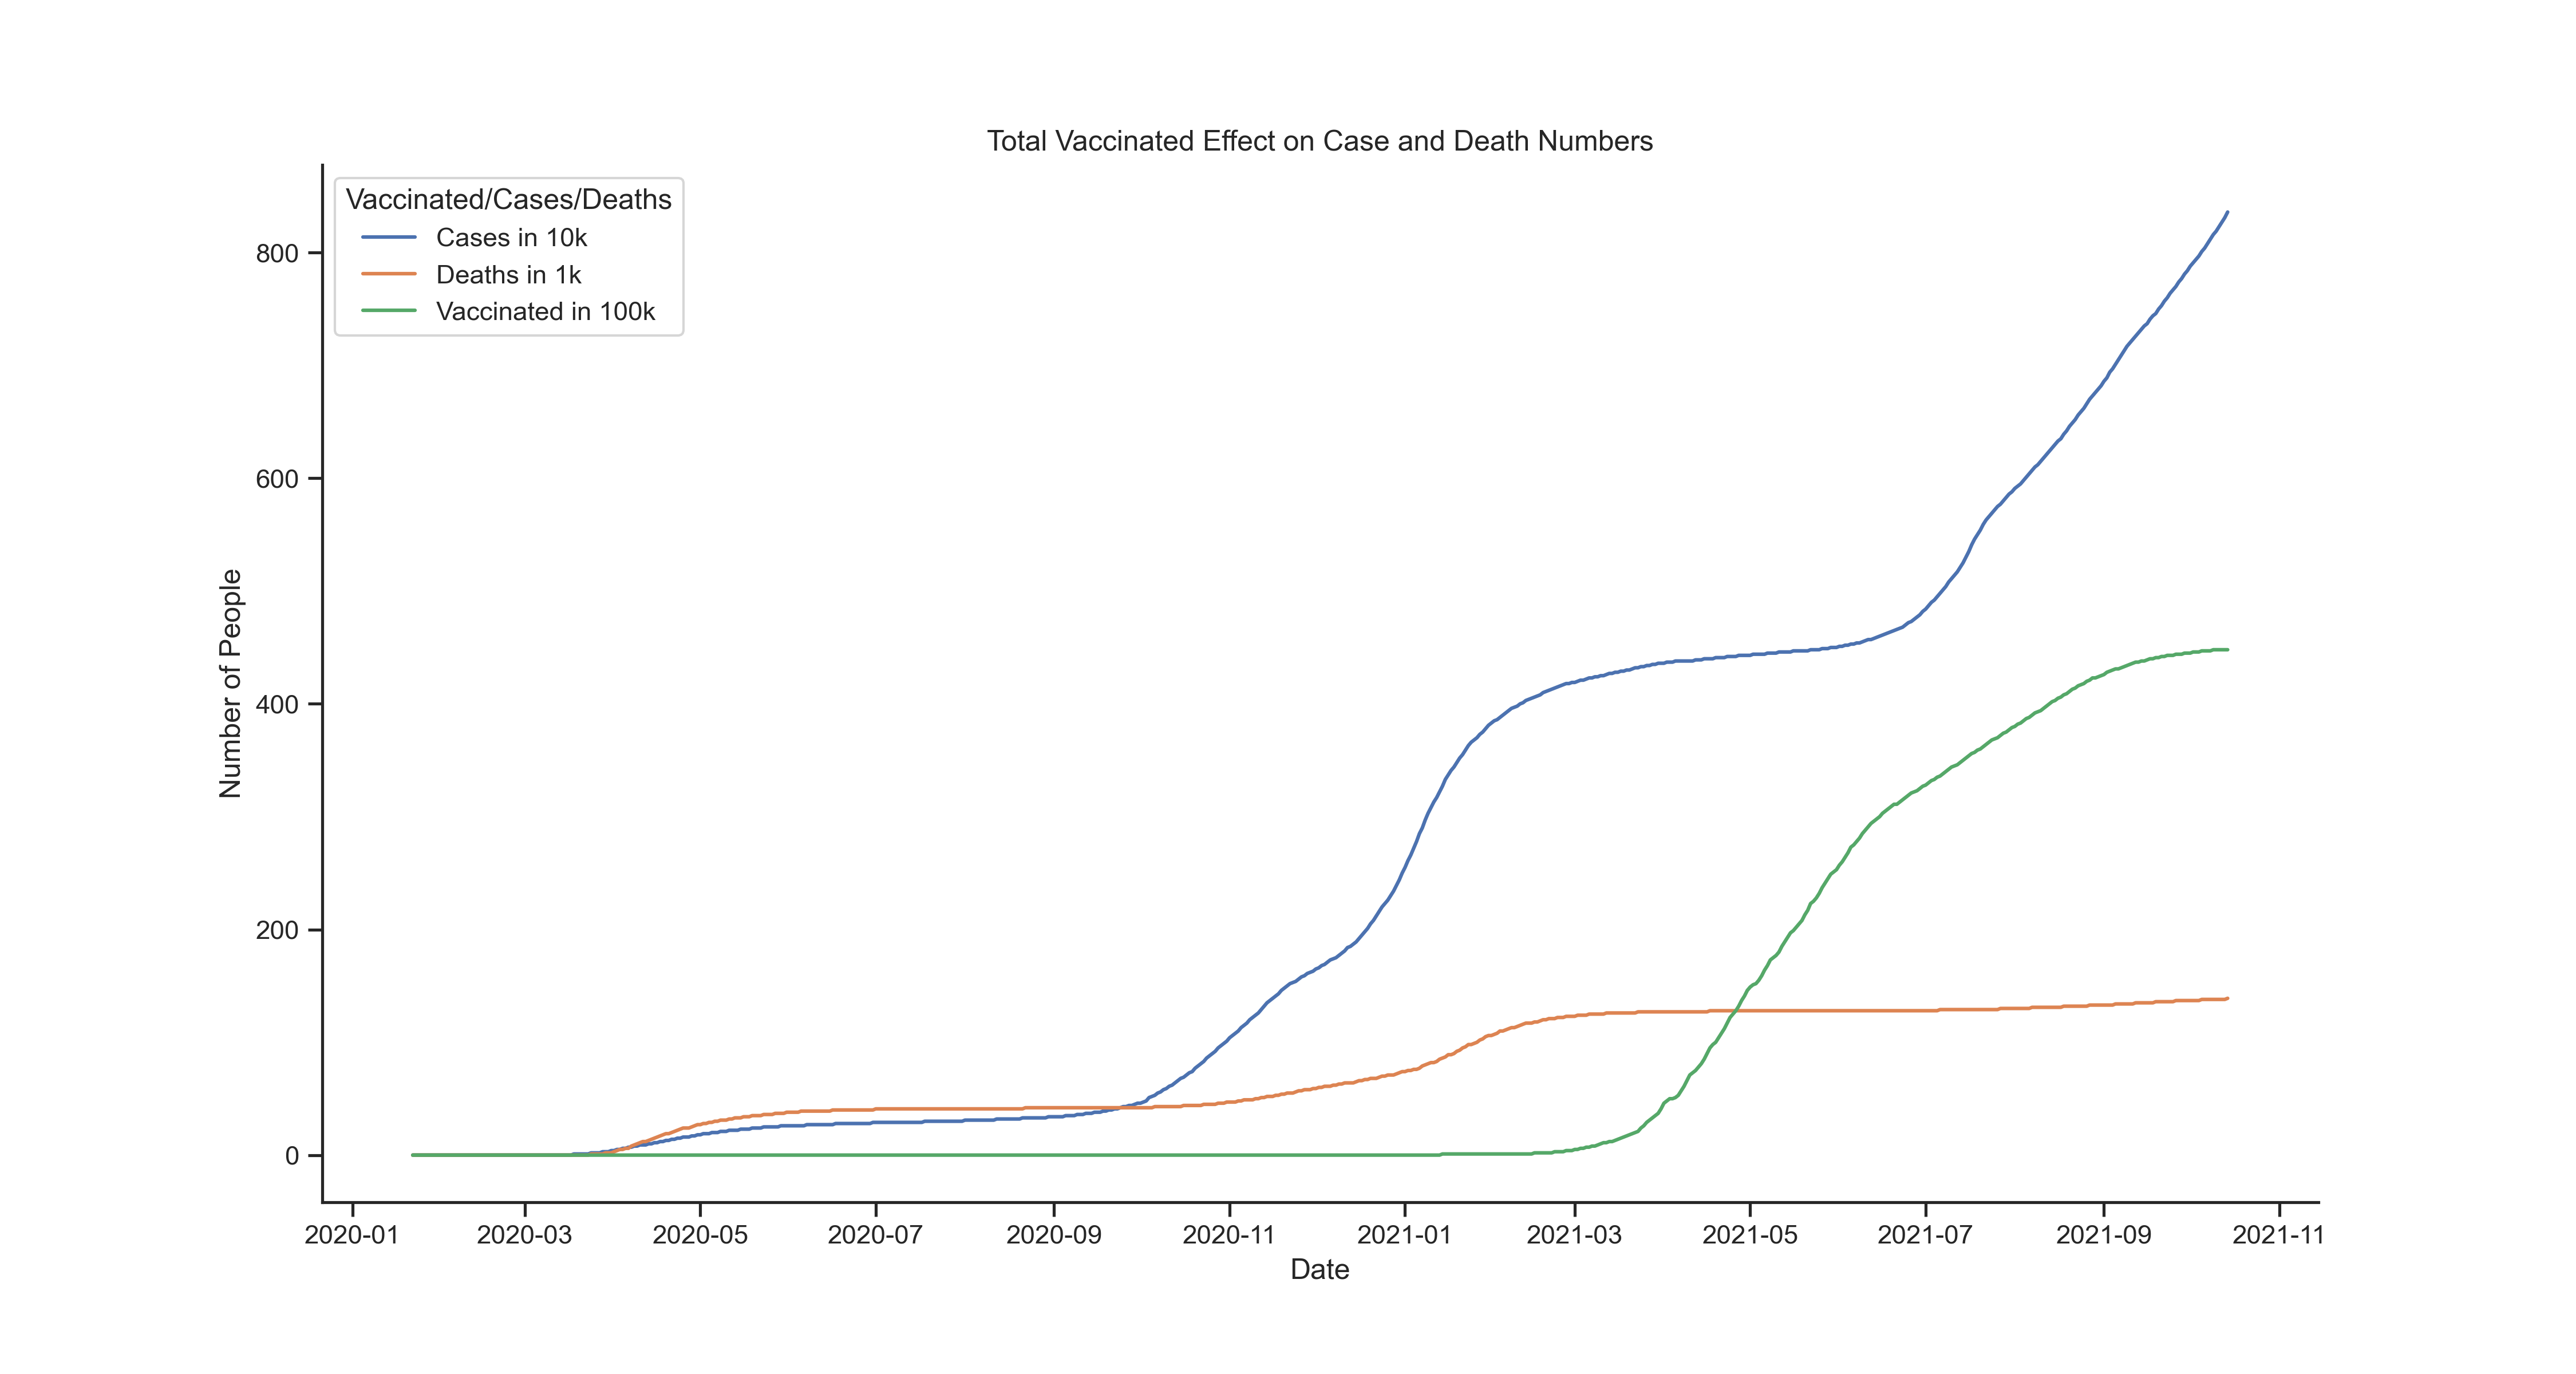 Total Vaccinated Effect on Case and Death Numbers
Vaccinated/Cases/Deaths
Cases in 10k
Deaths in 1k
Vaccinated in 100k
Number of People
800
600
400
200
0
2020-01
2020-03
2020-05
2020-07
2020-09
2020-11
2021-01
2021-03
2021-05
2021-07
2021-09
2021-11
Date